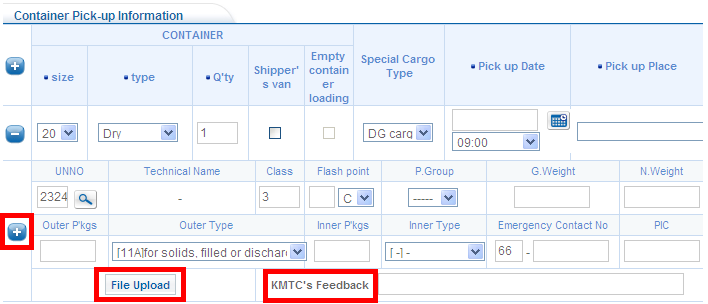 Container Pick-up Information
CONTAINER
size
type
Q'ty
Shipper's van
Empty container loading
Special Cargo Type
Pick up Date
Pick up Place
20
Dry
1
DG carg
09:00
UNNO
Technical Name
Class
Flash point
P.Group
G.Weight
N.Weight
2324
-
3
C
-----
Outer P'kgs
Outer Type
Inner P'kgs
Inner Type
Emergency Contact No
PIC
[11A]for solids, filled or dischar
[ -] -
66 -
File Upload
KMTC's Feedback